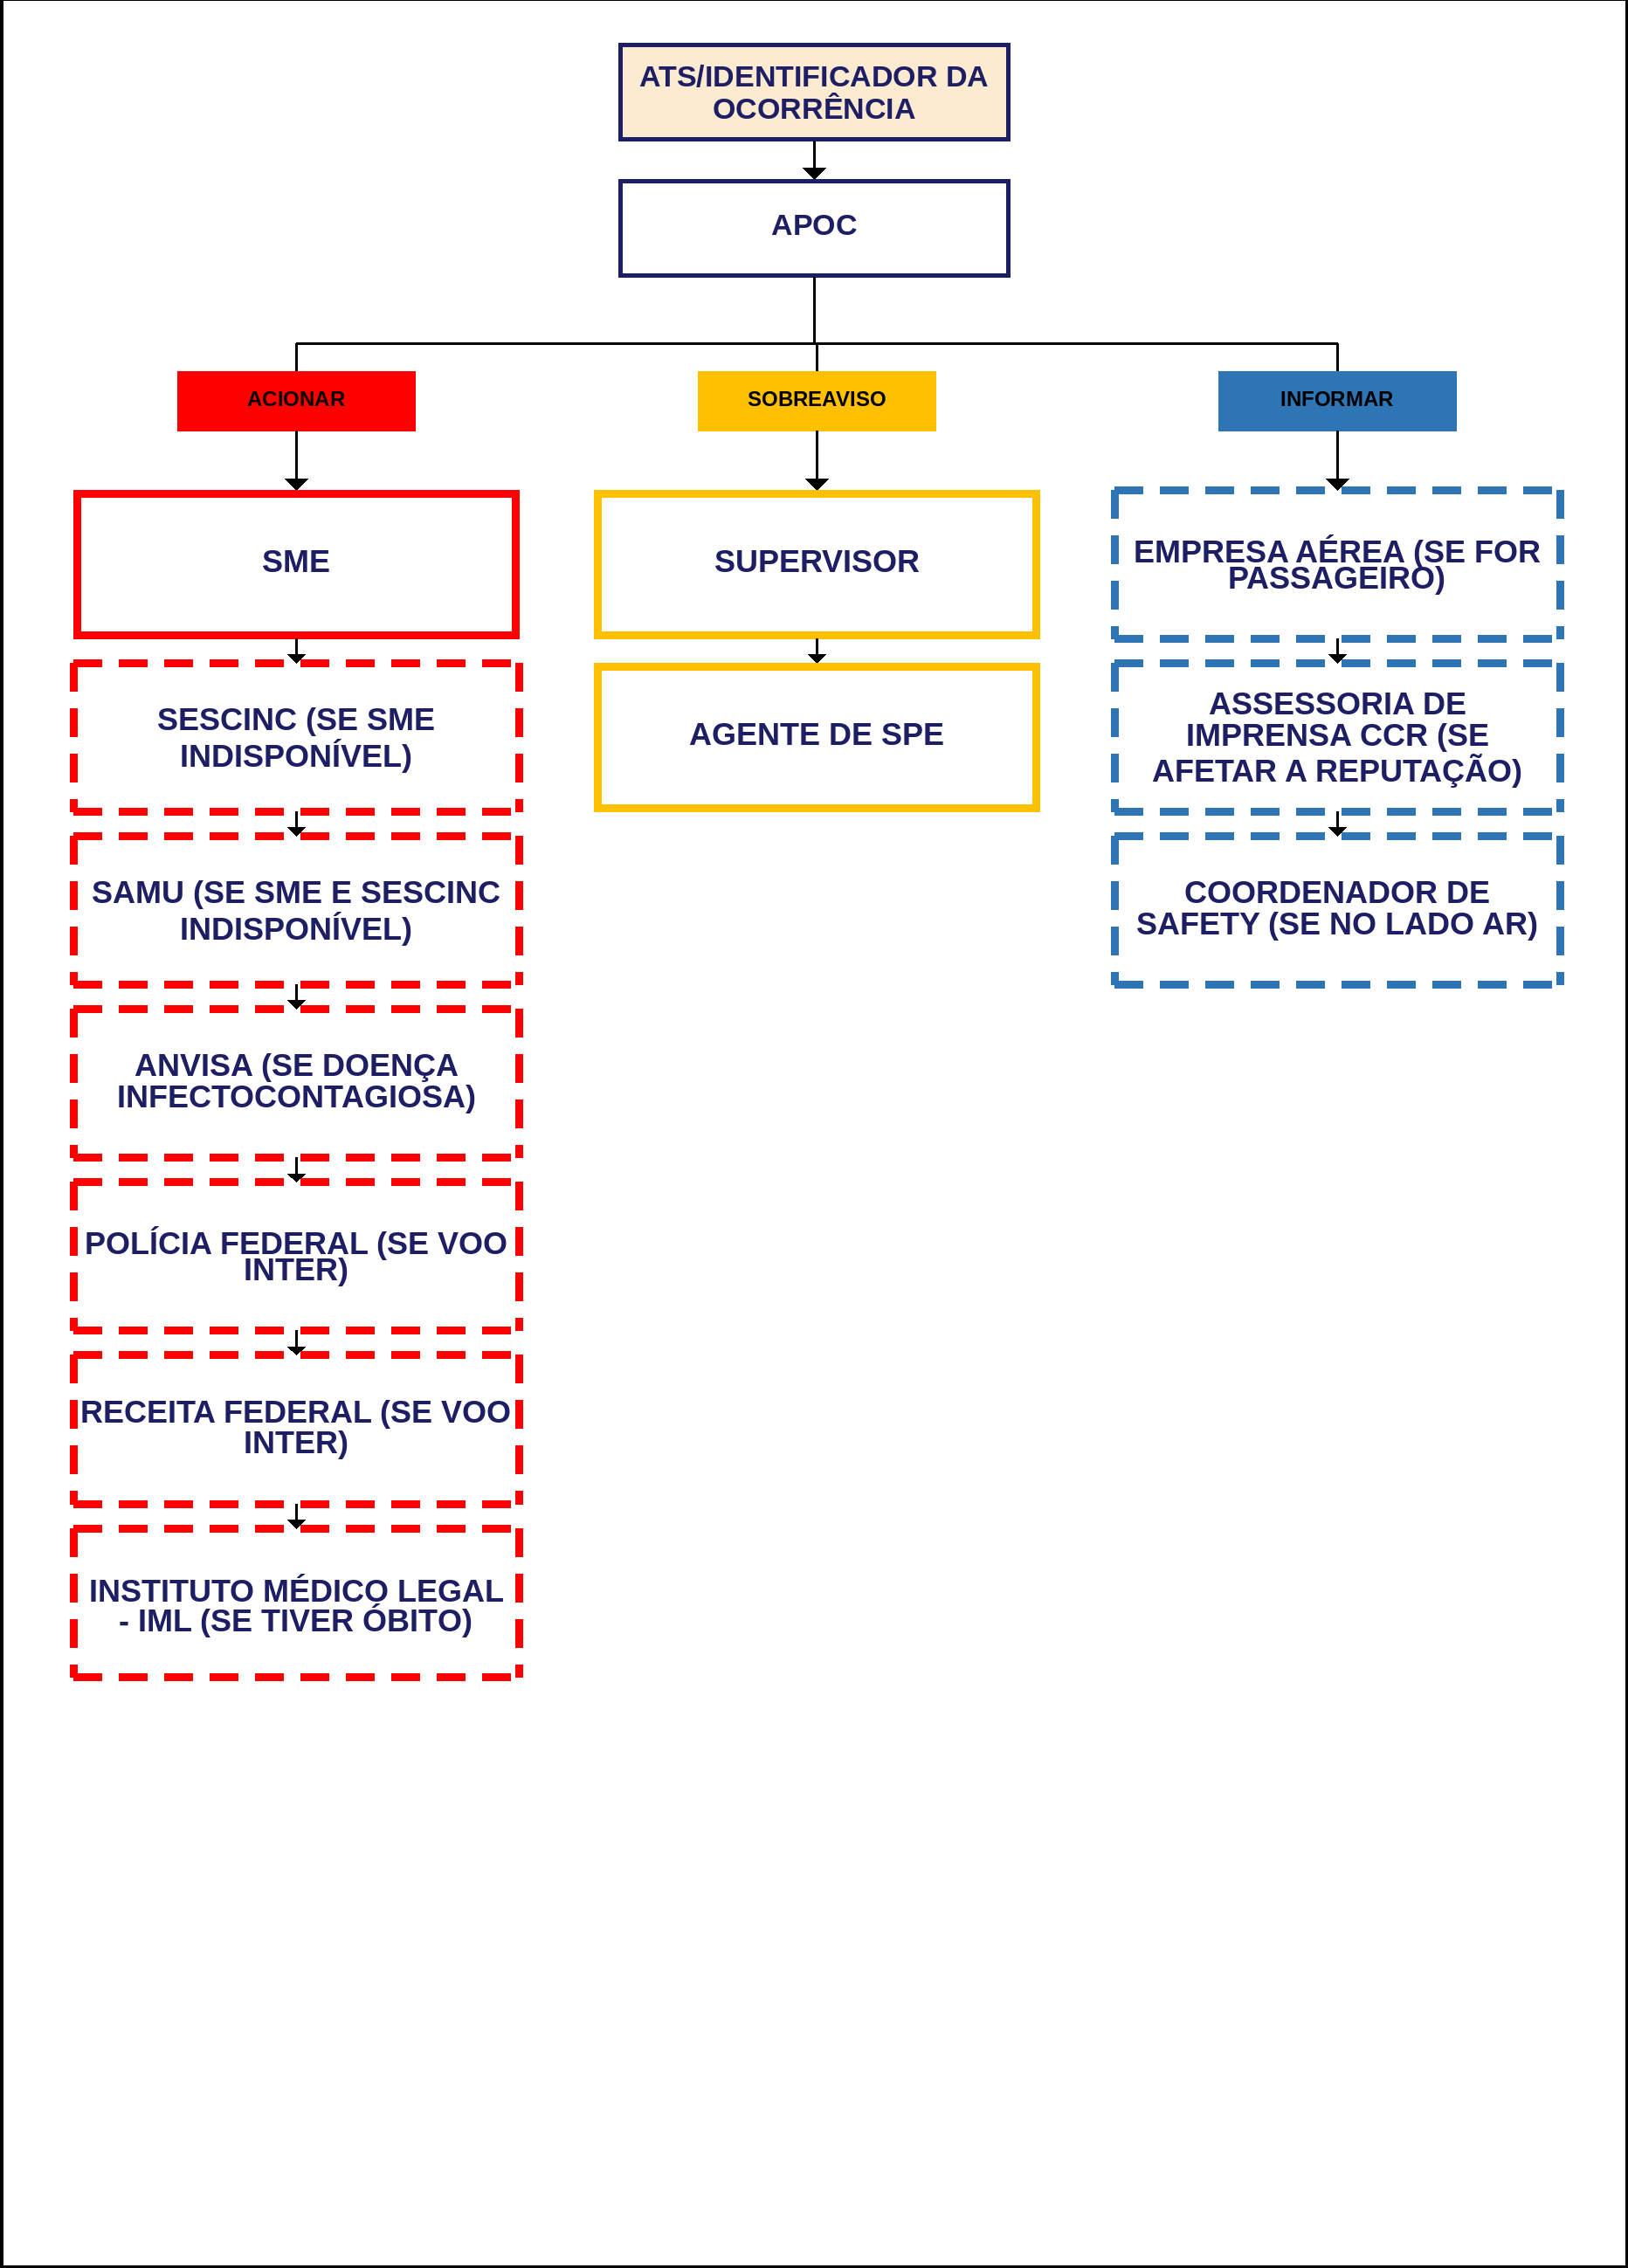 ATS/IDENTIFICADOR DA
OCORRÊNCIA
APOC
ACIONAR
SOBREAVISO
INFORMAR
SME
SESCINC (SE SME
INDISPONÍVEL)
SAMU (SE SME E SESCINC
INDISPONÍVEL)
ANVISA (SE DOENÇA
INFECTOCONTAGIOSA)
POLÍCIA FEDERAL (SE VOO
INTER)
RECEITA FEDERAL (SE VOO
INTER)
INSTITUTO MÉDICO LEGAL
- IML (SE TIVER ÓBITO)
SUPERVISOR
AGENTE DE SPE
EMPRESA AÉREA (SE FOR
PASSAGEIRO)
ASSESSORIA DE
IMPRENSA CCR (SE
AFETAR A REPUTAÇÃO)
COORDENADOR DE
SAFETY (SE NO LADO AR)